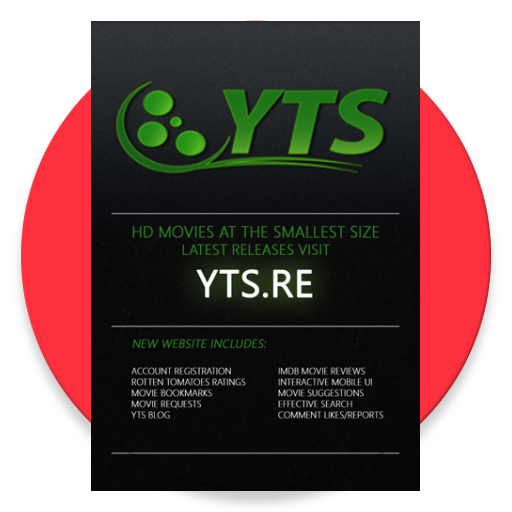 YTS
HD MOVIES AT THE SMALLEST SIZE
LATEST RELEASES VISIT
YTS.RE
NEW WEBSITE INCLUDES:
ACCOUNT REGISTRATION
ROTTEN TOMATOES RATINGS
MOVIE BOOKMARKS
MOVIE REQUESTS
YTS BLOG
IMDB MOVIE REVIEWS
INTERACTIVE MOBILE UI
MOVIE SUGGESTIONS
EFFECTIVE SEARCH
COMMENT LIKES/REPORTS